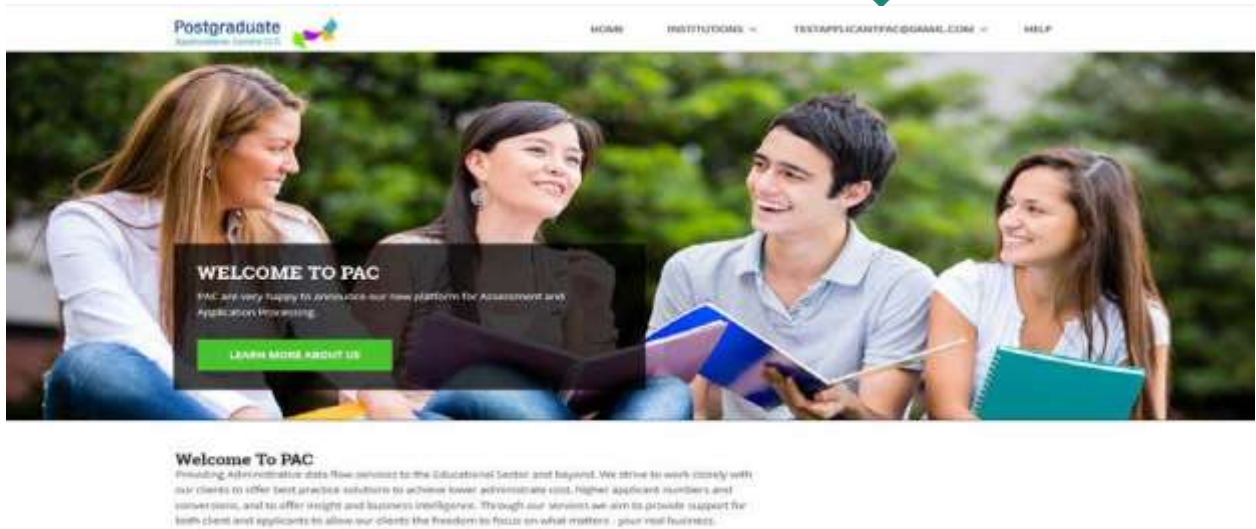 Postgraduate
Applications Centre CLG
HOME
INSTITUTIONS
TESTAPPLICANTPAC@GMAIL.COM
HELP
WELCOME TO PAC
PAC are very happy to announce our new platform for Assessment and
Application Processing.
LEARN MORE ABOUT US
Welcome To PAC
Providing Administrative data flow services to the Educational Sector and beyond. We strive to work closely with
our clients to offer best practice solutions to achieve lower administrate cost, higher applicant numbers and
conversions, and to offer insight and business intelligence. Through our services we aim to provide support for
both client and applicants to allow our clients the freedom to focus on what matters - your real business.